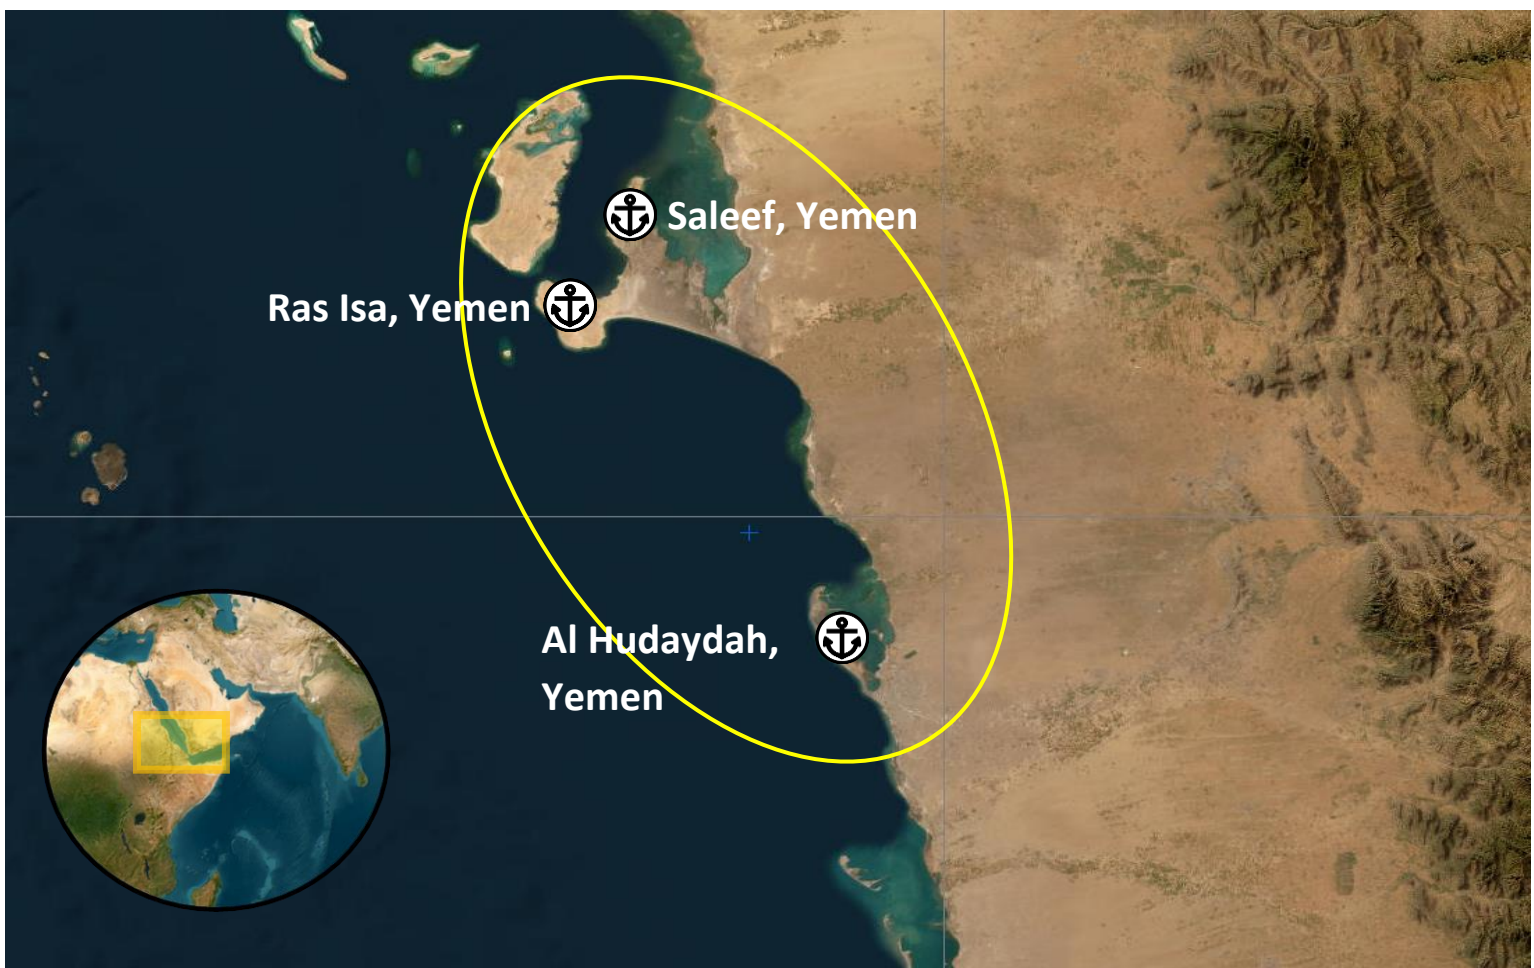 Saleef, Yemen
Ras Isa, Yemen
Al Hudaydah,
Yemen